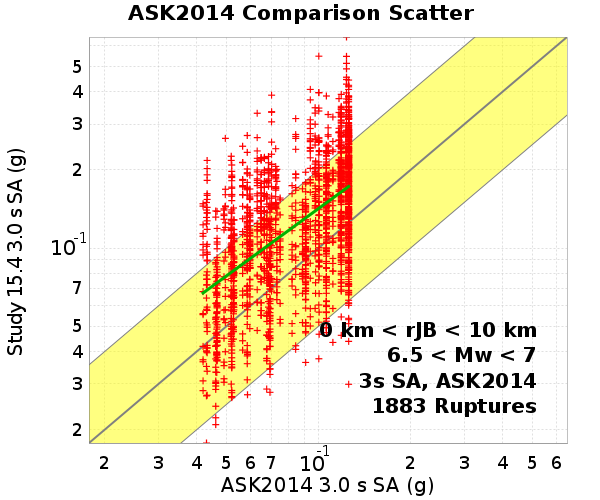 ASK2014 Comparison Scatter
Study 15.4 3.0 s SA (g)
5
4
3
2
10-1
7
5
4
3
2
0 km < rJB < 10 km
6.5 < Mw < 7
3s SA, ASK2014
1883 Ruptures
2 3 4 5 6 7 10-1 2 3 4 5 6
ASK2014 3.0 s SA (g)